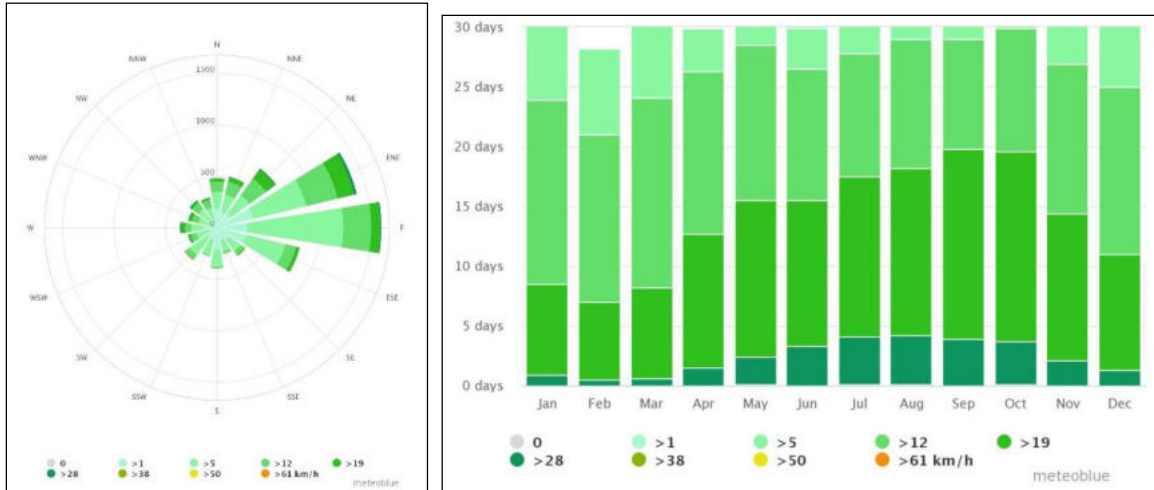 N
NNW
NNE
1500
NW
NE
1000
WNW
ENE
500
0
W
E
WSW
ESE
SW
SE
SSW
SSE
S
0 >1 >5 >12 >19
>28 >38 >50 >61 km/h
meteoblue
30 days
25 days
20 days
15 days
10 days
5 days
0 days
Jan Feb Mar Apr May Jun Jul Aug Sep Oct Nov Dec
0 >1 >5 >12 >19
>28 >38 >50 >61 km/h
meteoblue